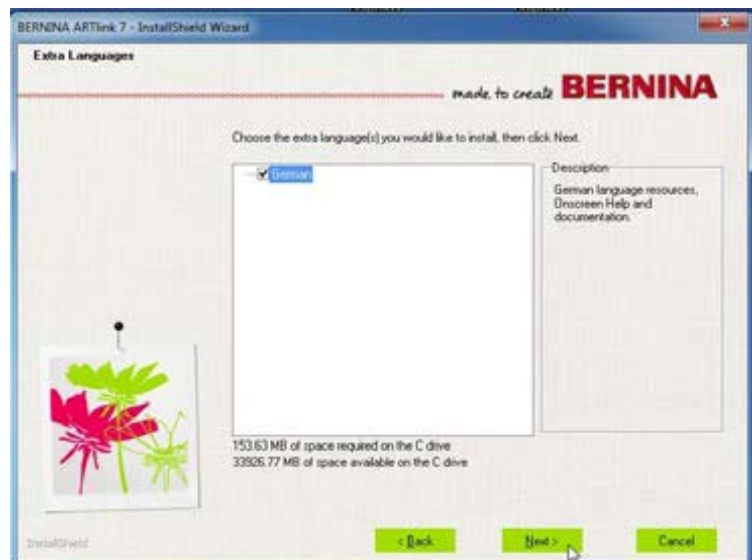 BERNINA ARTlink 7 - InstallShield Wizard
Extra Languages
made to create BERNINA
Choose the extra language(s) you would like to install, then click Next.
German
Description
German language resources,
Onscreen Help and
documentation.
153.63 MB of space required on the C drive
33926.77 MB of space available on the C drive
InstallShield
< Back
Next >
Cancel